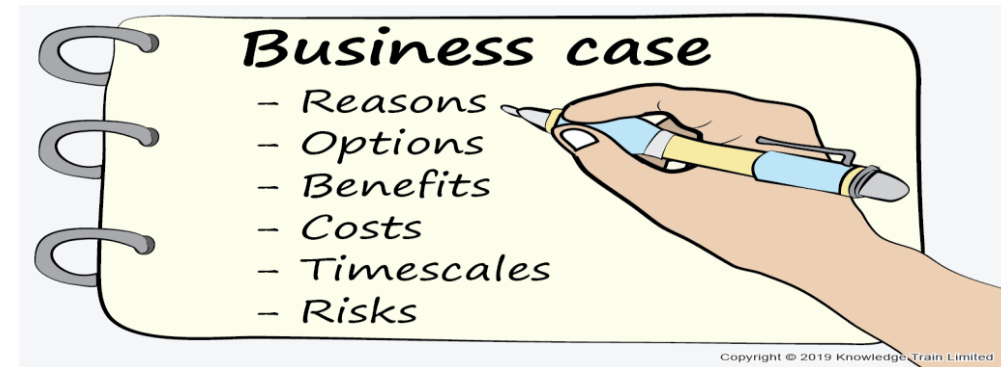 Business case
- Reasons
- Options
- Benefits
- Costs
- Timescales
- Risks
Copyright © 2019 Knowledge Train Limited